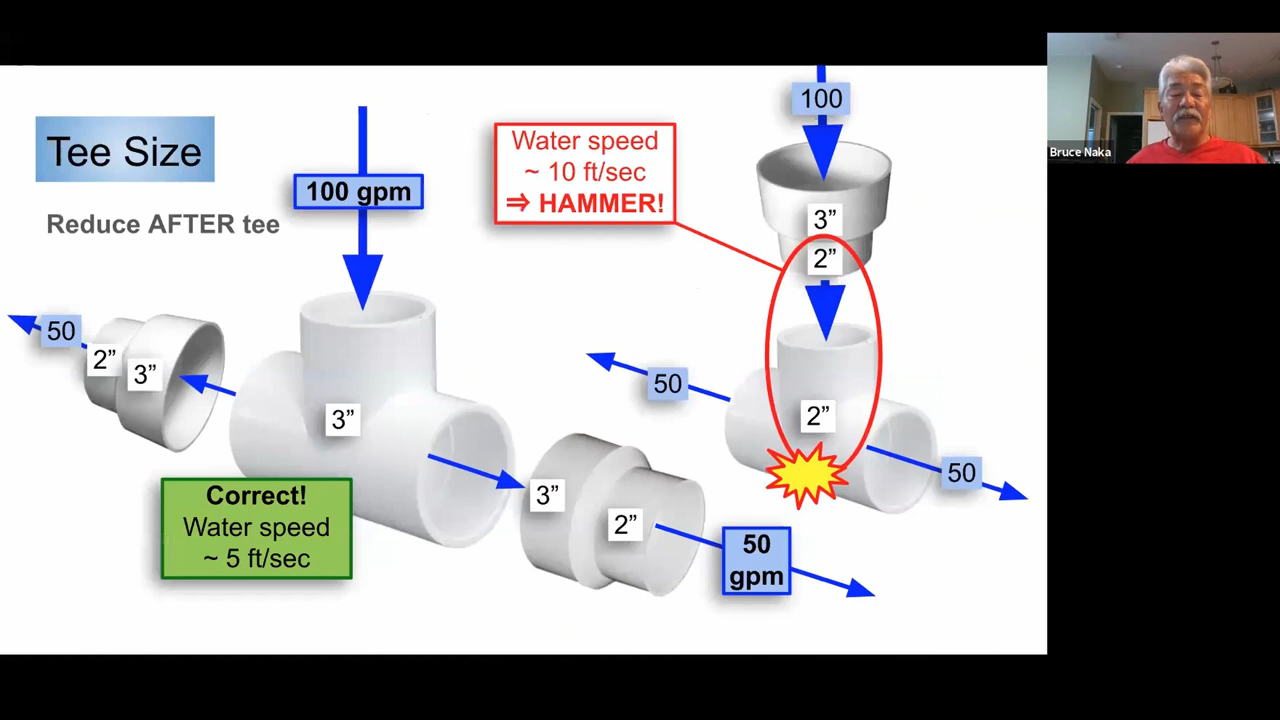 Tee Size
Reduce AFTER tee
100 gpm
50
2”
3”
3”
Correct!
Water speed
~ 5 ft/sec
3”
2”
50
gpm
Water speed
~ 10 ft/sec
⇒ HAMMER!
100
3”
2”
50
2”
50
Bruce Naka